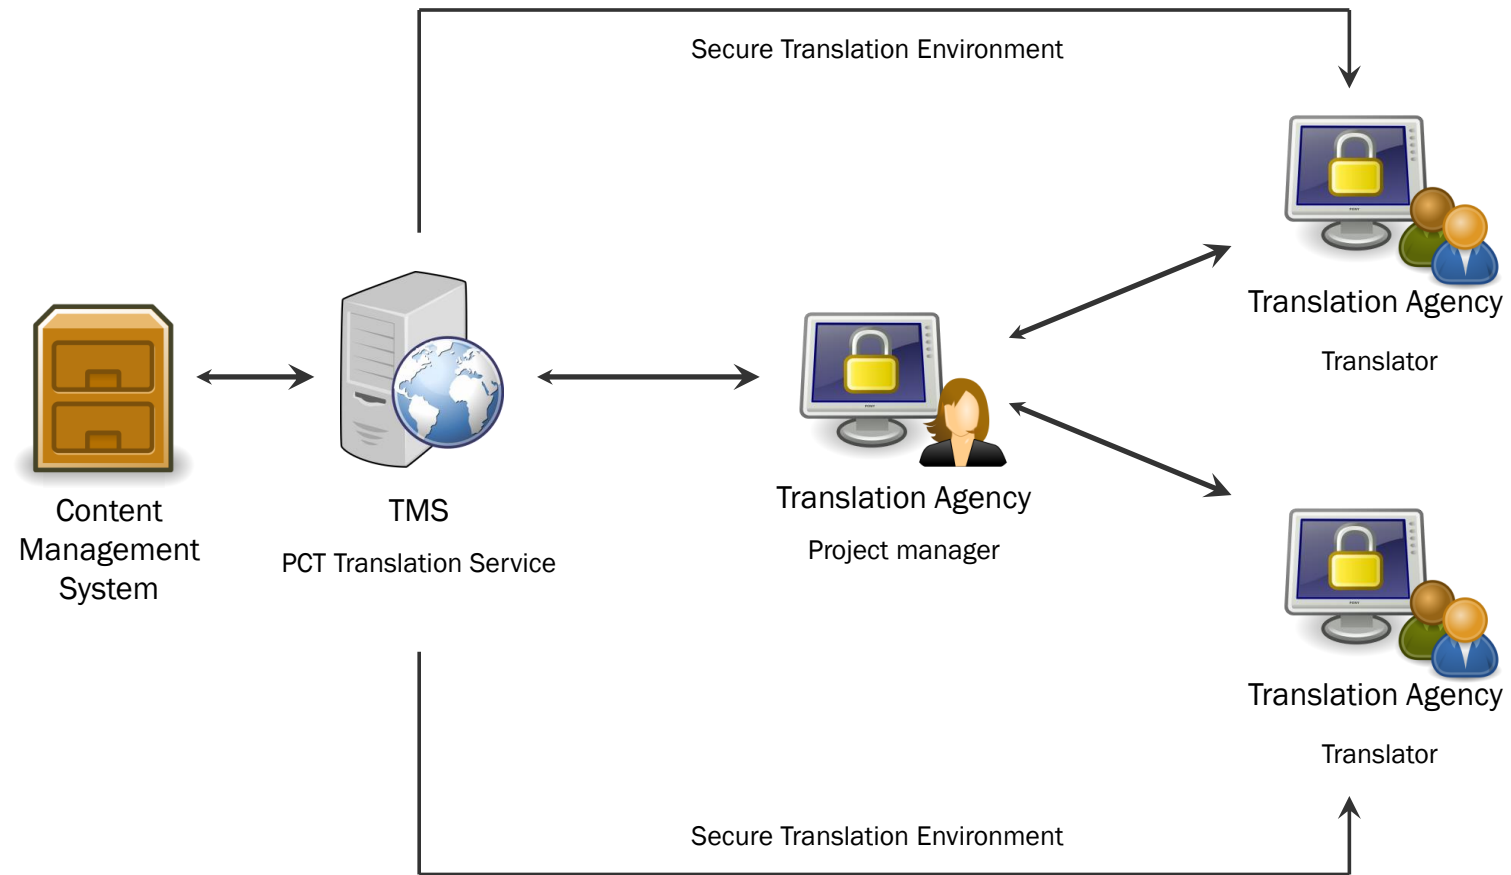 Secure Translation Environment
Translation Agency
Translator
Content
Management
System
TMS
PCT Translation Service
Translation Agency
Project manager
Translation Agency
Translator
Secure Translation Environment